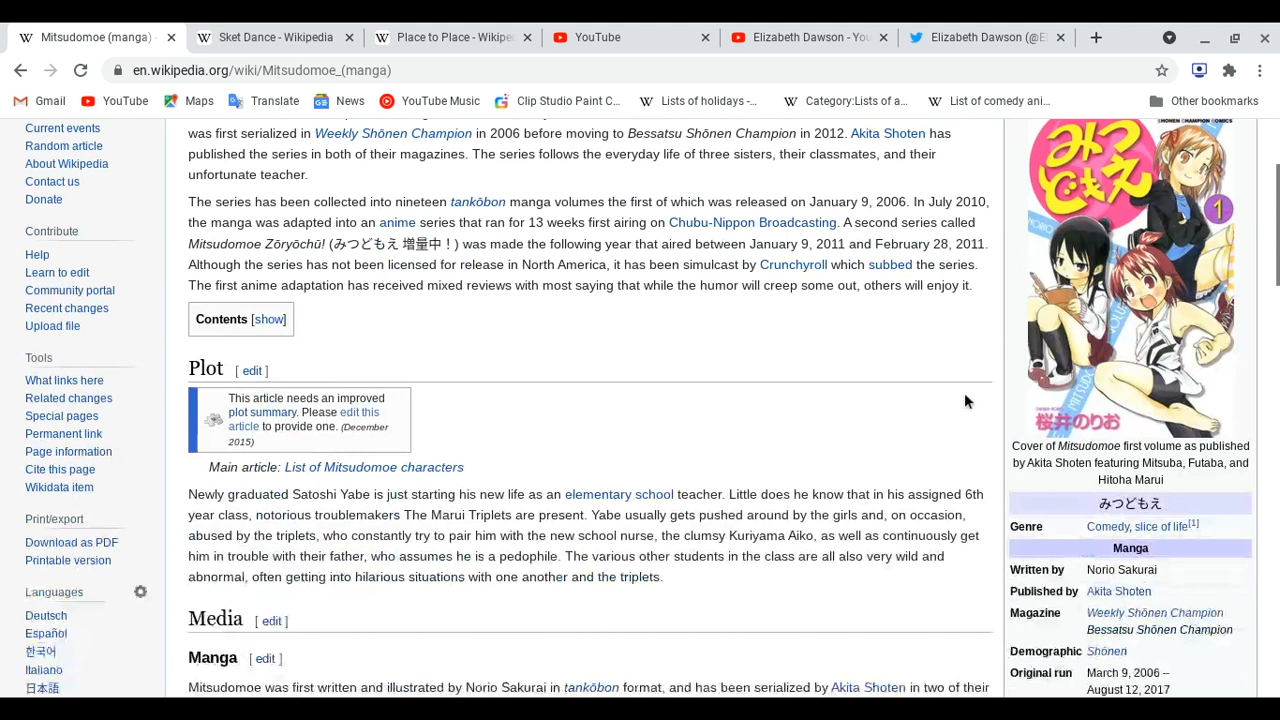 Mitsudomoe (manga) -
Sket Dance - Wikipedia
Place to Place - Wikipe
YouTube
Elizabeth Dawson - You
Elizabeth Dawson (@El
en.wikipedia.org/wiki/Mitsudomoe_(manga)
Gmail
YouTube
Maps
Translate
News
YouTube Music
Clip Studio Paint C...
Lists of holidays -...
Category:Lists of a...
List of comedy ani...
Other bookmarks
Current events
Random article
About Wikipedia
Contact us
Donate
Contribute
Help
Learn to edit
Community portal
Recent changes
Upload file
Tools
What links here
Related changes
Special pages
Permanent link
Page information
Cite this page
Wikidata item
Print/export
Download as PDF
Printable version
Languages
Deutsch
Español
한국어
Italiano
日本語
was first serialized in Weekly Shōnen Champion in 2006 before moving to Bessatsu Shōnen Champion in 2012. Akita Shoten has
published the series in both of their magazines. The series follows the everyday life of three sisters, their classmates, and their
unfortunate teacher.
The series has been collected into nineteen tankōbon manga volumes the first of which was released on January 9, 2006. In July 2010,
the manga was adapted into an anime series that ran for 13 weeks first airing on Chubu-Nippon Broadcasting. A second series called
Mitsudomoe Zōryōchū! (みつどもえ 増量中！) was made the following year that aired between January 9, 2011 and February 28, 2011.
Although the series has not been licensed for release in North America, it has been simulcast by Crunchyroll which subbed the series.
The first anime adaptation has received mixed reviews with most saying that while the humor will creep some out, others will enjoy it.
Contents [show]
Plot [ edit ]
This article needs an improved
plot summary. Please edit this
article to provide one. (December
2015)
Main article: List of Mitsudomoe characters
Newly graduated Satoshi Yabe is just starting his new life as an elementary school teacher. Little does he know that in his assigned 6th
year class, notorious troublemakers The Marui Triplets are present. Yabe usually gets pushed around by the girls and, on occasion,
abused by the triplets, who constantly try to pair him with the new school nurse, the clumsy Kuriyama Aiko, as well as continuously get
him in trouble with their father, who assumes he is a pedophile. The various other students in the class are all also very wild and
abnormal, often getting into hilarious situations with one another and the triplets.
Media [ edit ]
Manga [ edit ]
Mitsudomoe was first written and illustrated by Norio Sakurai in tankōbon format, and has been serialized by Akita Shoten in two of their
SHONEN CHAMPION COMICS
みつ
どもえ
1
桜井のりお
Cover of Mitsudomoe first volume as published
by Akita Shoten featuring Mitsuba, Futaba, and
Hitoha Marui
みつどもえ
Genre Comedy, slice of life[1]
Manga
Written by Norio Sakurai
Published by Akita Shoten
Magazine Weekly Shōnen Champion
Bessatsu Shōnen Champion
Demographic Shōnen
Original run March 9, 2006 –
August 12, 2017